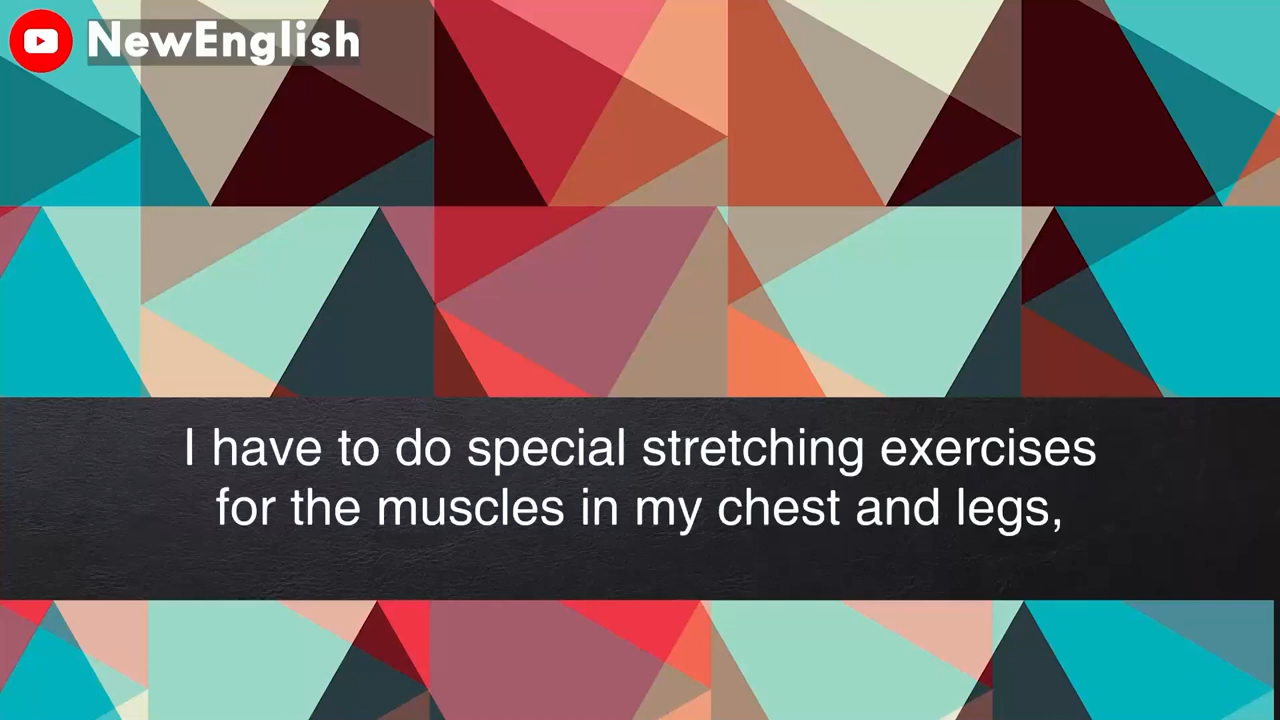 NewEnglish
I have to do special stretching exercises
for the muscles in my chest and legs,